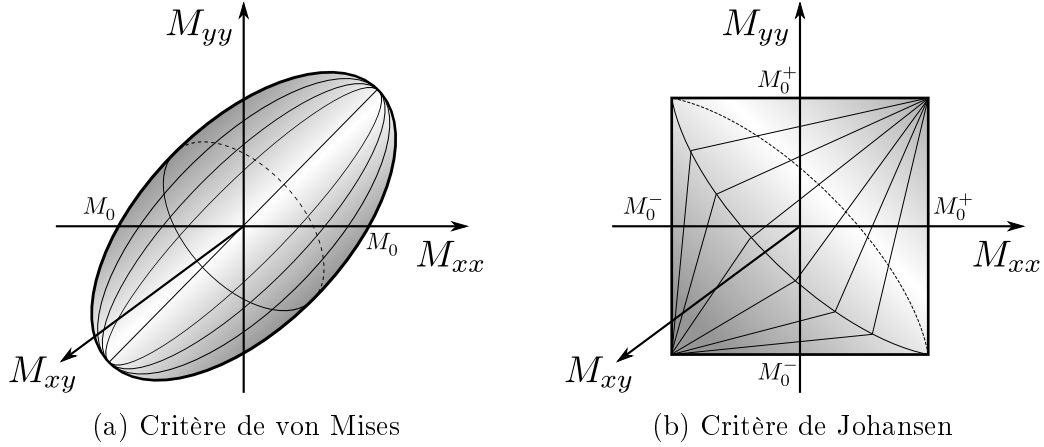 M_{yy}
M_0
M_0
M_{xx}
M_{xy}
(a) Critère de von Mises
M_{yy}
M_0^+
M_0^-
M_0^+
M_{xx}
M_{xy}
M_0^-
(b) Critère de Johansen